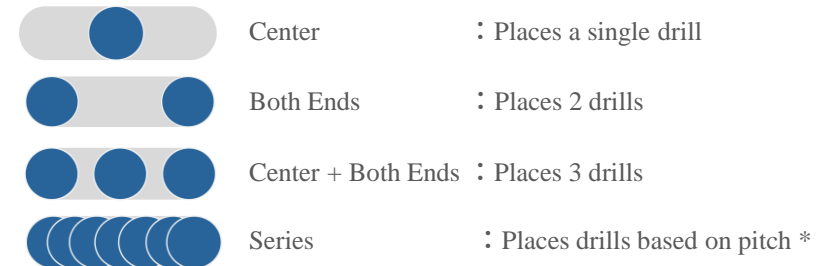 Center ：Places a single drill
Both Ends ：Places 2 drills
Center + Both Ends ：Places 3 drills
Series ：Places drills based on pitch *